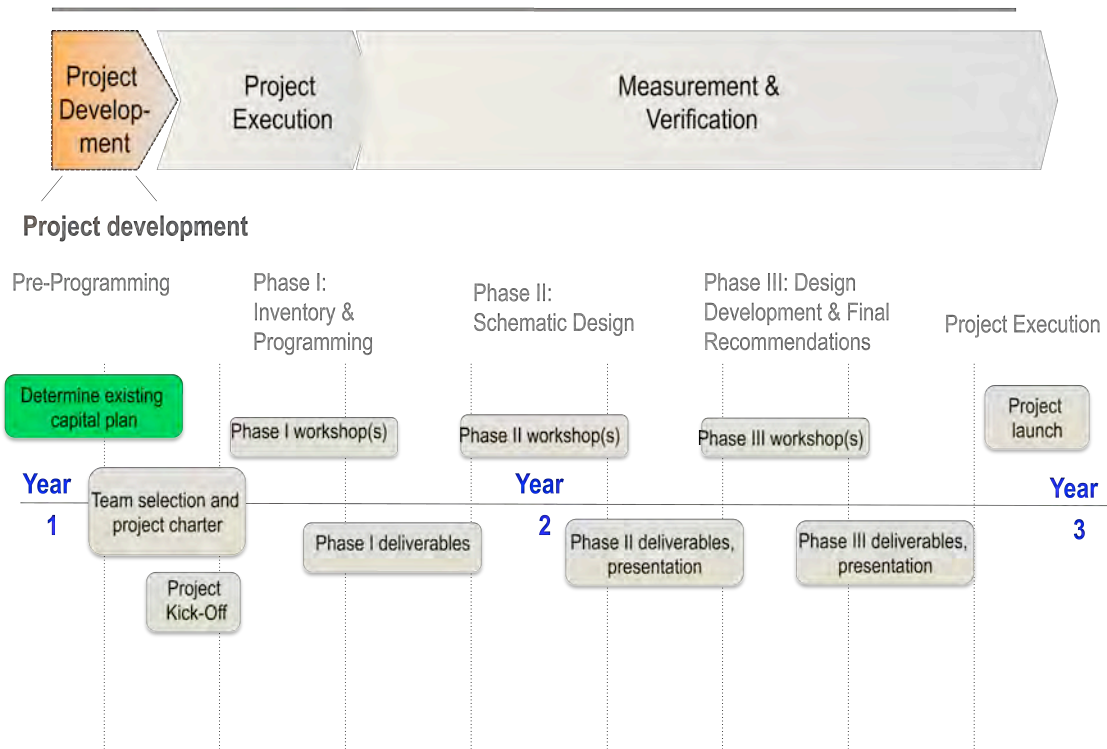 Project
Develop-
ment
Project
Execution
Measurement &
Verification
Project development
Pre-Programming
Phase I:
Inventory &
Programming
Phase II:
Schematic Design
Phase III: Design
Development & Final
Recommendations
Project Execution
Determine existing
capital plan
Phase I workshop(s)
Phase II workshop(s)
Phase III workshop(s)
Project
launch
Year
1
Team selection and
project charter
Year
2
Year
3
Phase I deliverables
Phase II deliverables,
presentation
Phase III deliverables,
presentation
Project
Kick-Off